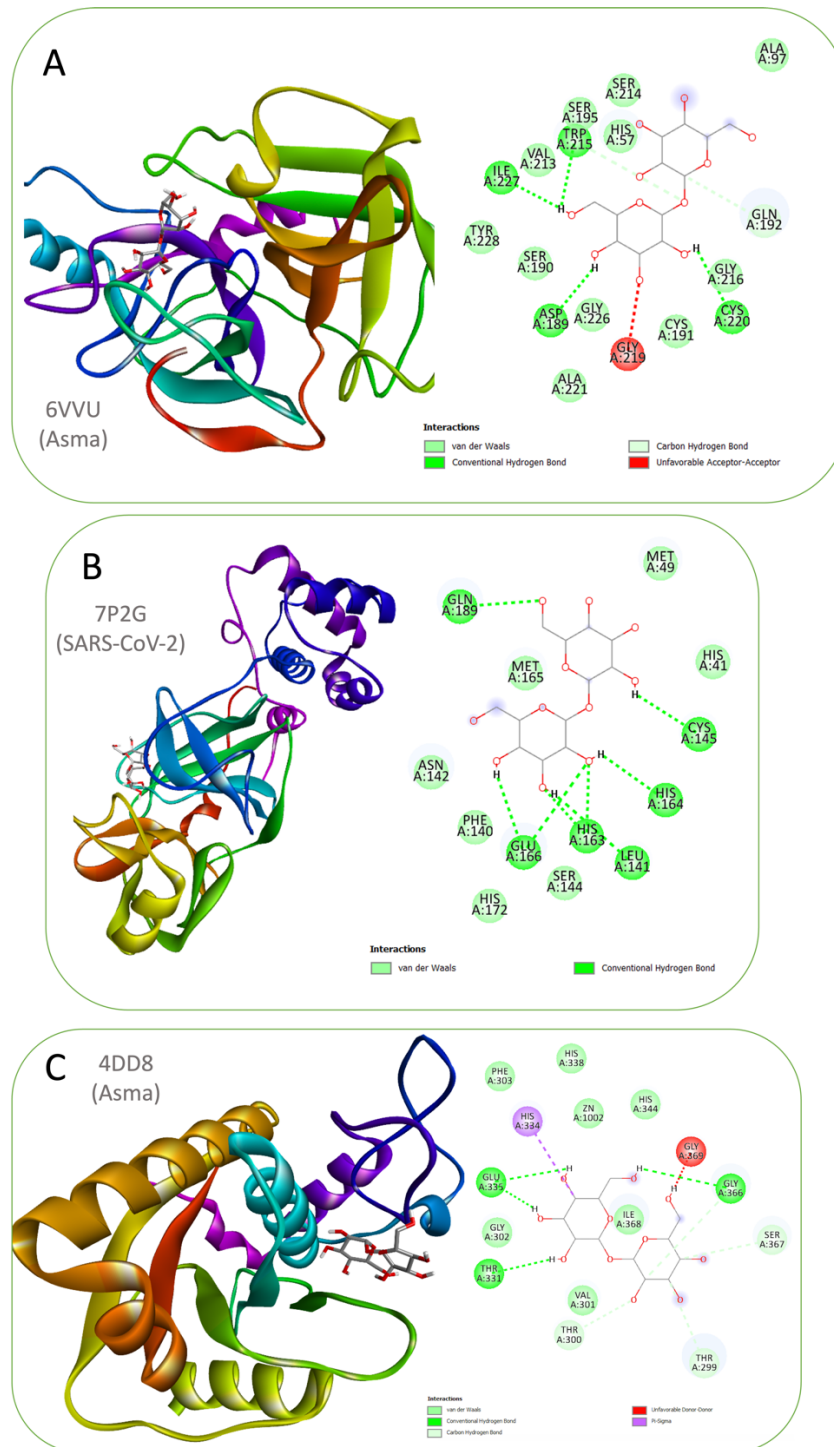 A
6VVU
(Asma)
ALA
A:97
SER
A:214
SER
A:195
TRP
A:215
HIS
A:57
VAL
A:213
ILE
A:227
GLN
A:192
TYR
A:228
SER
A:190
GLY
A:216
ASP
A:189
GLY
A:226
CYS
A:191
CYS
A:220
GLY
A:219
ALA
A:221
H
H
H
Interactions
van der Waals
Conventional Hydrogen Bond
Carbon Hydrogen Bond
Unfavorable Acceptor-Acceptor
B
7P2G
(SARS-CoV-2)
MET
A:49
GLN
A:189
HIS
A:41
MET
A:165
CYS
A:145
ASN
A:142
HIS
A:164
PHE
A:140
GLU
A:166
HIS
A:163
LEU
A:141
SER
A:144
HIS
A:172
H
H
H
H
Interactions
van der Waals
Conventional Hydrogen Bond
C
4DD8
(Asma)
HIS
A:338
PHE
A:303
ZN
A:1002
HIS
A:344
HIS
A:334
GLY
A:369
GLU
A:335
GLY
A:366
GLY
A:302
ILE
A:368
SER
A:367
THR
A:331
VAL
A:301
THR
A:300
THR
A:299
H
H
H
H
H
Interactions
van der Waals
Conventional Hydrogen Bond
Carbon Hydrogen Bond
Unfavorable Donor-Donor
Pi-Sigma